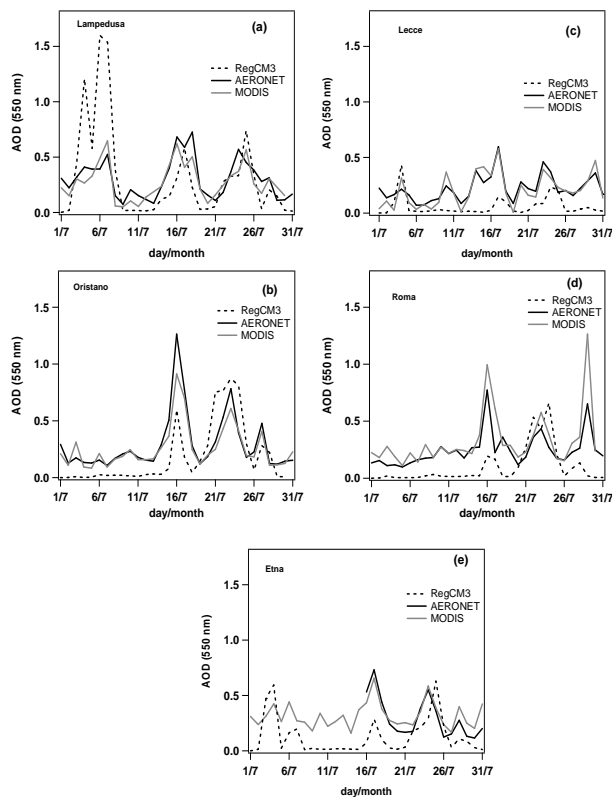 Lampedusa
(a)
RegCM3
AERONET
MODIS
AOD (550 nm)
1.5
1.0
0.5
0.0
1/7 6/7 11/7 16/7 21/7 26/7 31/7
day/month
Lecce
(c)
RegCM3
AERONET
MODIS
AOD (550 nm)
1.5
1.0
0.5
0.0
1/7 6/7 11/7 16/7 21/7 26/7 31/7
day/month
Oristano
(b)
RegCM3
AERONET
MODIS
AOD (550 nm)
1.5
1.0
0.5
0.0
1/7 6/7 11/7 16/7 21/7 26/7 31/7
day/month
Roma
(d)
RegCM3
AERONET
MODIS
AOD (550 nm)
1.5
1.0
0.5
0.0
1/7 6/7 11/7 16/7 21/7 26/7 31/7
day/month
Etna
(e)
RegCM3
AERONET
MODIS
AOD (550 nm)
1.5
1.0
0.5
0.0
1/7 6/7 11/7 16/7 21/7 26/7 31/7
day/month